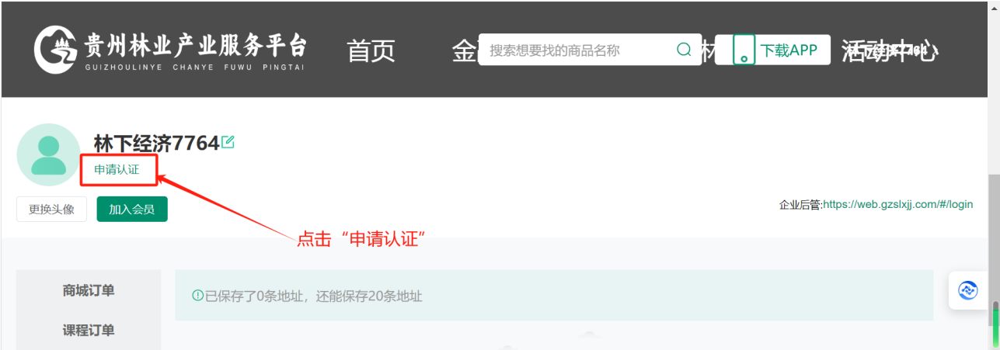 贵州林业产业服务平台
GUIZHOULINYE CHANYE FUWU PINGTAI
首页
金
搜索想要找的商品名称
林
下载APP
活动中心
林下经济7764
申请认证
更换头像
加入会员
企业后管:https://web.gzslxjj.com/#/login
点击“申请认证”
商城订单
已保存了0条地址，还能保存20条地址
课程订单